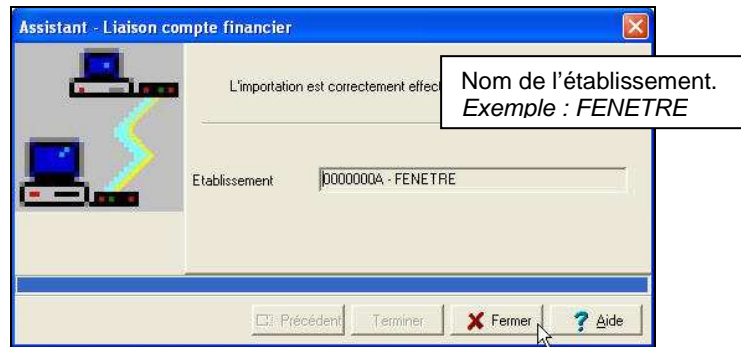 Assistant - Liaison compte financier
L'importation est correctement effect
Nom de l'établissement.
Exemple : FENETRE
Etablissement
0000000A - FENETRE
Précédent
Terminer
Fermer
? Aide